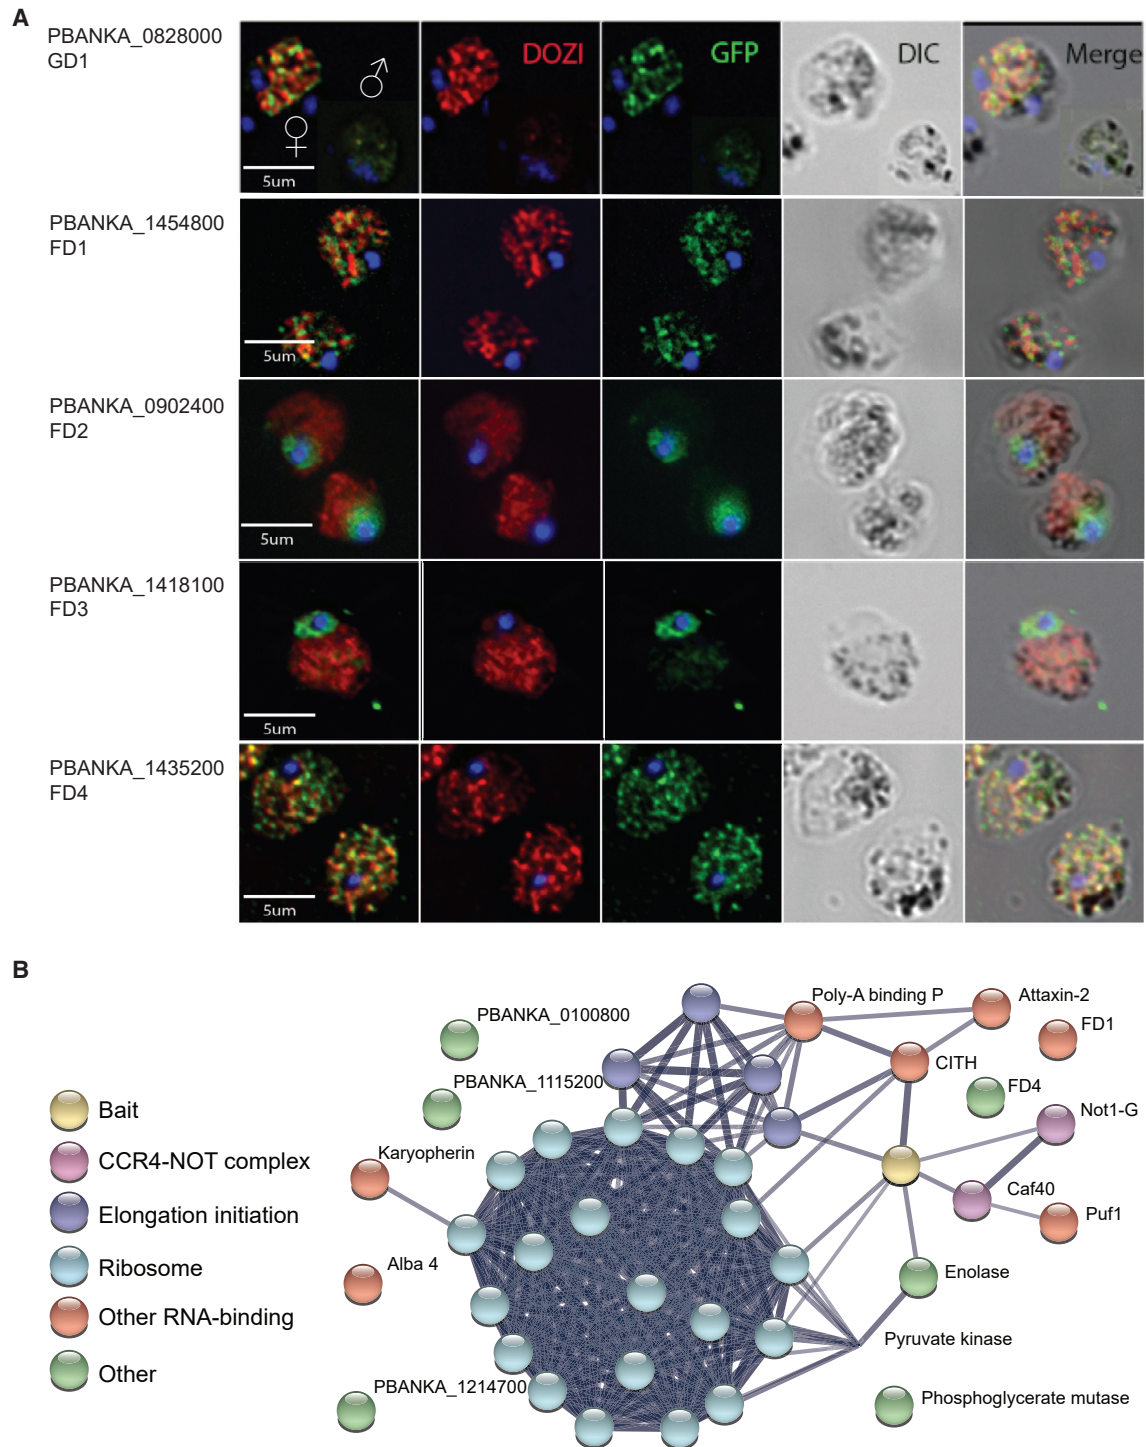 A
PBANKA_0828000
GD1
♂
♀
5um
DOZI
GFP
DIC
Merge
PBANKA_1454800
FD1
5um
PBANKA_0902400
FD2
5um
PBANKA_1418100
FD3
5um
PBANKA_1435200
FD4
5um
B
Bait
CCR4-NOT complex
Elongation initiation
Ribosome
Other RNA-binding
Other
PBANKA_0100800
Poly-A binding P
Attaxin-2
FD1
CITH
PBANKA_1115200
FD4
Not1-G
Karyopherin
Caf40
Puf1
Alba 4
Enolase
Pyruvate kinase
PBANKA_1214700
Phosphoglycerate mutase